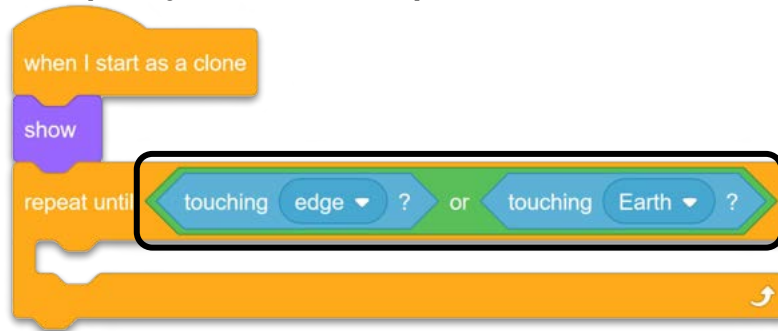 when I start as a clone
show
repeat until touching edge ? or touching Earth ?